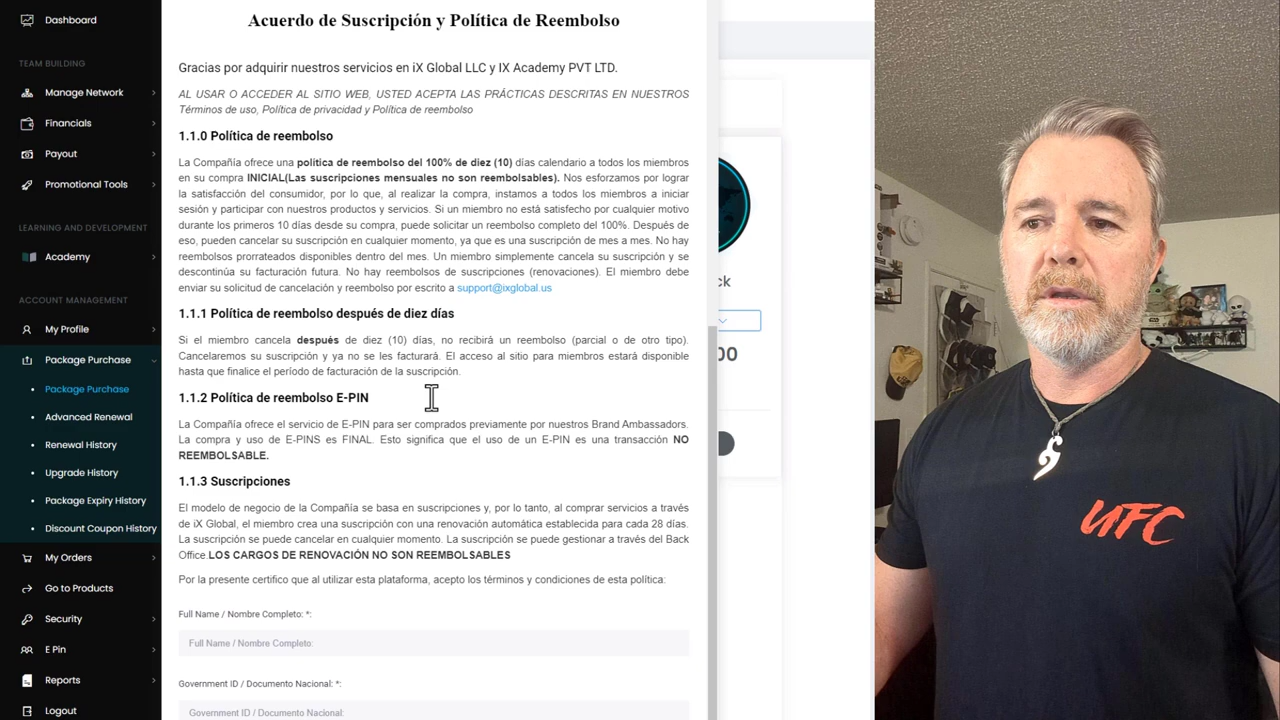 Dashboard
TEAM BUILDING
Manage Network
Financials
Payout
Promotional Tools
LEARNING AND DEVELOPMENT
Academy
ACCOUNT MANAGEMENT
My Profile
Package Purchase
Package Purchase
Advanced Renewal
Renewal History
Upgrade History
Package Expiry History
Discount Coupon History
My Orders
Go to Products
Security
E Pin
Reports
Logout
Acuerdo de Suscripción y Política de Reembolso
Gracias por adquirir nuestros servicios en iX Global LLC y IX Academy PVT LTD.
AL USAR O ACCEDER AL SITIO WEB, USTED ACEPTA LAS PRÁCTICAS DESCRITAS EN NUESTROS
Términos de uso, Política de privacidad y Política de reembolso
1.1.0 Política de reembolso
La Compañía ofrece una política de reembolso del 100% de diez (10) días calendario a todos los miembros
en su compra INICIAL(Las suscripciones mensuales no son reembolsables). Nos esforzamos por lograr
la satisfacción del consumidor, por lo que, al realizar la compra, instamos a todos los miembros a iniciar
sesión y participar con nuestros productos y servicios. Si un miembro no está satisfecho por cualquier motivo
durante los primeros 10 días desde su compra, puede solicitar un reembolso completo del 100%. Después de
eso, pueden cancelar su suscripción en cualquier momento, ya que es una suscripción de mes a mes. No hay
reembolsos prorrateados disponibles dentro del mes. Un miembro simplemente cancela su suscripción y se
descontinúa su facturación futura. No hay reembolsos de suscripciones (renovaciones). El miembro debe
enviar su solicitud de cancelación y reembolso por escrito a support@ixglobal.us
1.1.1 Política de reembolso después de diez días
Si el miembro cancela después de diez (10) días, no recibirá un reembolso (parcial o de otro tipo).
Cancelaremos su suscripción y ya no se les facturará. El acceso al sitio para miembros estará disponible
hasta que finalice el período de facturación de la suscripción.
1.1.2 Política de reembolso E-PIN
La Compañía ofrece el servicio de E-PIN para ser comprados previamente por nuestros Brand Ambassadors.
La compra y uso de E-PINS es FINAL. Esto significa que el uso de un E-PIN es una transacción NO
REEMBOLSABLE.
1.1.3 Suscripciones
El modelo de negocio de la Compañía se basa en suscripciones y, por lo tanto, al comprar servicios a través
de iX Global, el miembro crea una suscripción con una renovación automática establecida para cada 28 días.
La suscripción se puede cancelar en cualquier momento. La suscripción se puede gestionar a través del Back
Office.LOS CARGOS DE RENOVACIÓN NO SON REEMBOLSABLES
Por la presente certifico que al utilizar esta plataforma, acepto los términos y condiciones de esta política:
Full Name / Nombre Completo: *:
Full Name / Nombre Completo:
Government ID / Documento Nacional: *:
Government ID / Documento Nacional:
ck
00
UFC